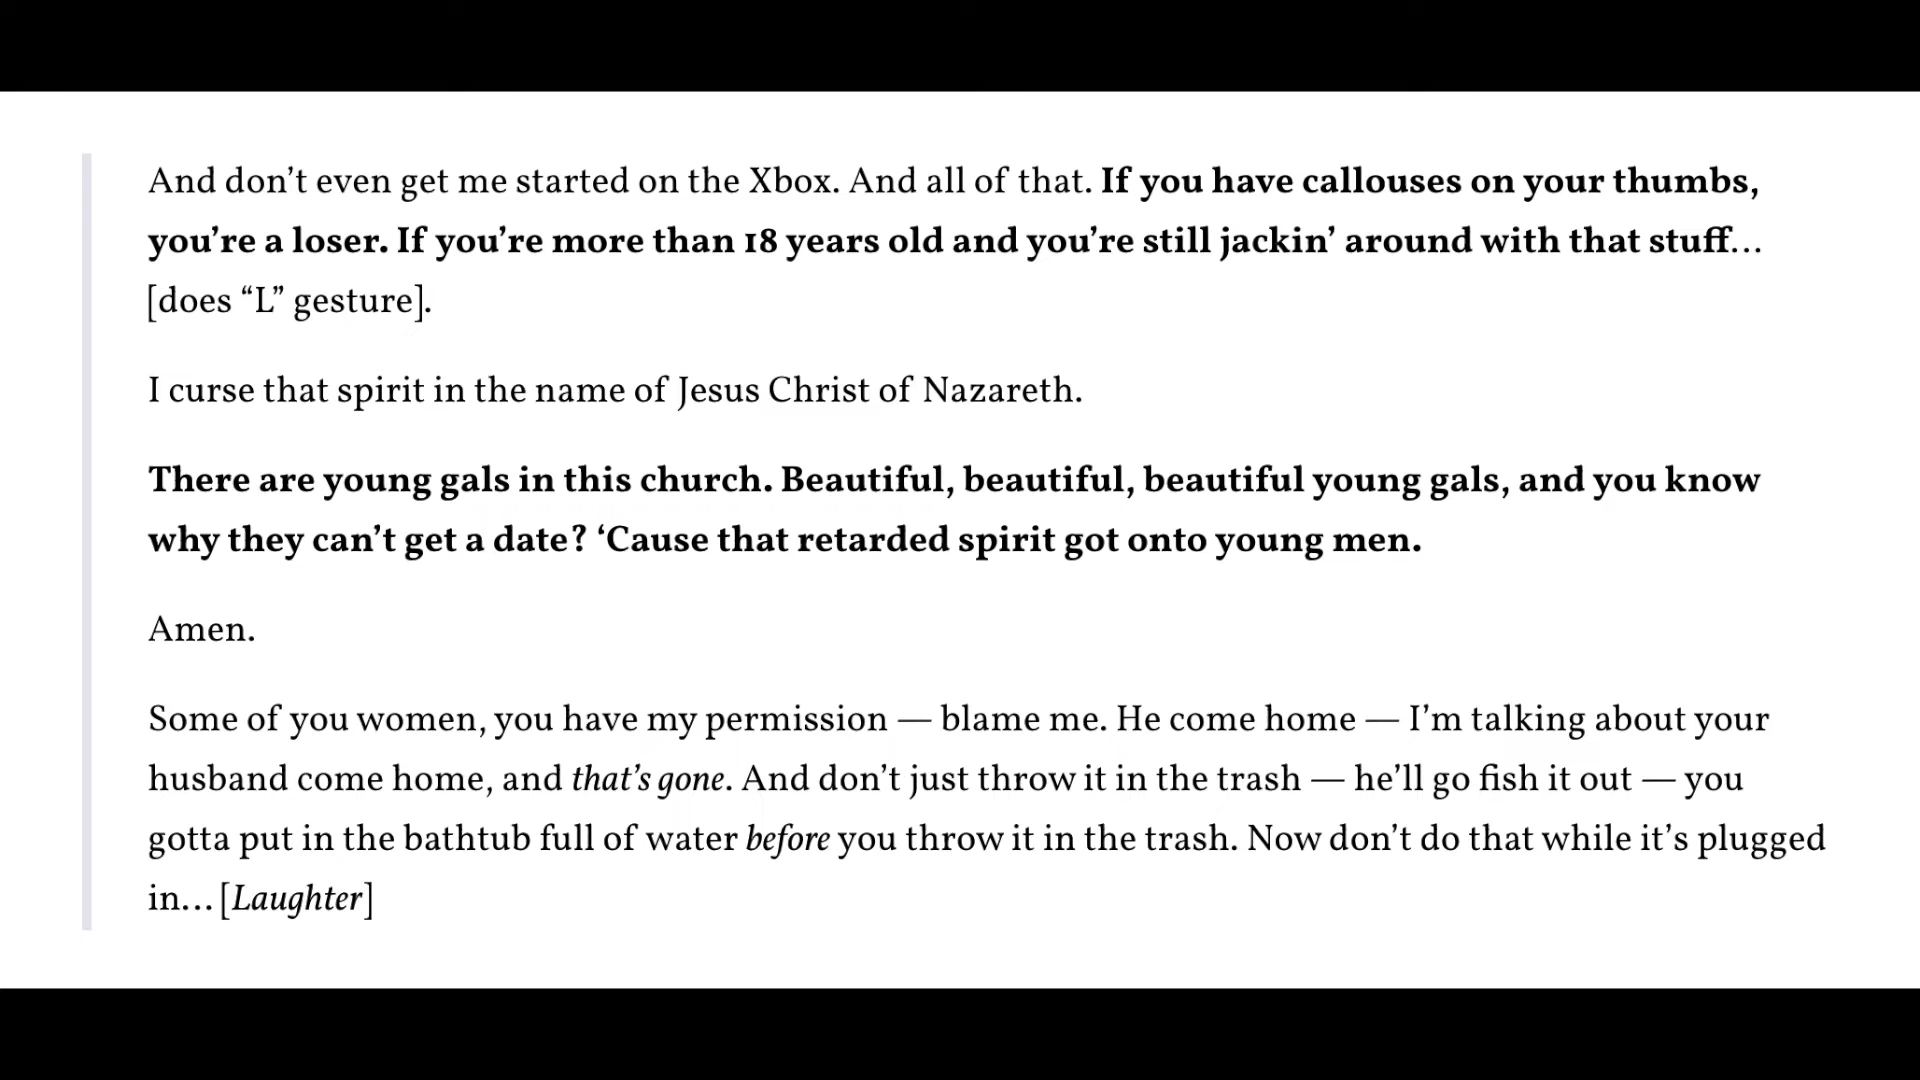 And don’t even get me started on the Xbox. And all of that. If you have callouses on your thumbs,
you’re a loser. If you’re more than 18 years old and you’re still jackin’ around with that stuff…
[does “L” gesture].
I curse that spirit in the name of Jesus Christ of Nazareth.
There are young gals in this church. Beautiful, beautiful, beautiful young gals, and you know
why they can’t get a date? ‘Cause that retarded spirit got onto young men.
Amen.
Some of you women, you have my permission — blame me. He come home — I’m talking about your
husband come home, and that’s gone. And don’t just throw it in the trash — he’ll go fish it out — you
gotta put in the bathtub full of water before you throw it in the trash. Now don’t do that while it’s plugged
in… [Laughter]